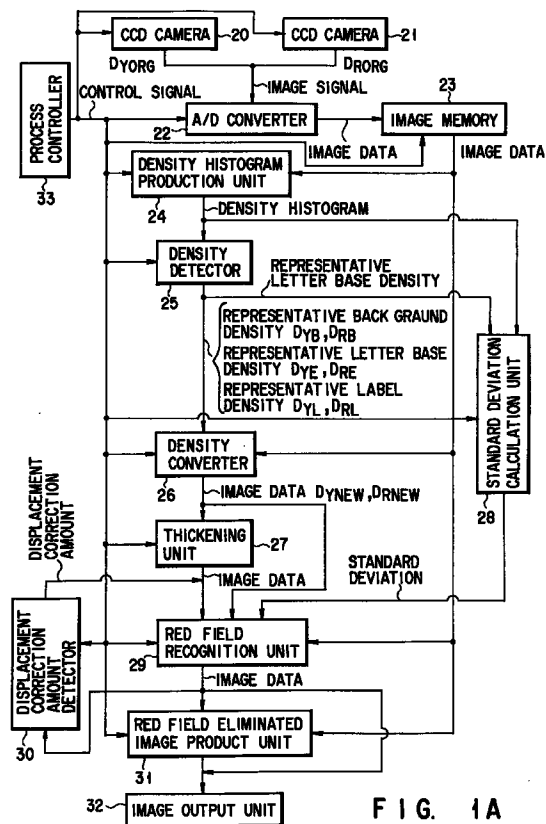 CCD CAMERA
20
CCD CAMERA
21
DYORG
DRORG
PROCESS CONTROLLER
33
CONTROL SIGNAL
IMAGE SIGNAL
23
22
A/D CONVERTER
IMAGE MEMORY
IMAGE DATA
IMAGE DATA
DENSITY HISTOGRAM
PRODUCTION UNIT
24
DENSITY HISTOGRAM
DENSITY
DETECTOR
25
REPRESENTATIVE
LETTER BASE
DENSITY
REPRESENTATIVE BACK GROUND
DENSITY DYB, DRB
REPRESENTATIVE LETTER BASE
DENSITY DYE, DRE
REPRESENTATIVE LABEL
DENSITY DYL, DRL
STANDARD DEVIATION
CALCULATION UNIT
28
DENSITY
CONVERTER
26
IMAGE DATA DYNEW, DRNEW
DISPLACEMENT
CORRECTION
AMOUNT
THICKENING
UNIT
27
IMAGE DATA
STANDARD
DEVIATION
DISPLACEMENT
CORRECTION
AMOUNT
DETECTOR
30
RED FIELD
RECOGNITION UNIT
29
IMAGE DATA
RED FIELD ELIMINATED
IMAGE PRODUCT UNIT
31
32
IMAGE OUTPUT UNIT
FIG. 1A